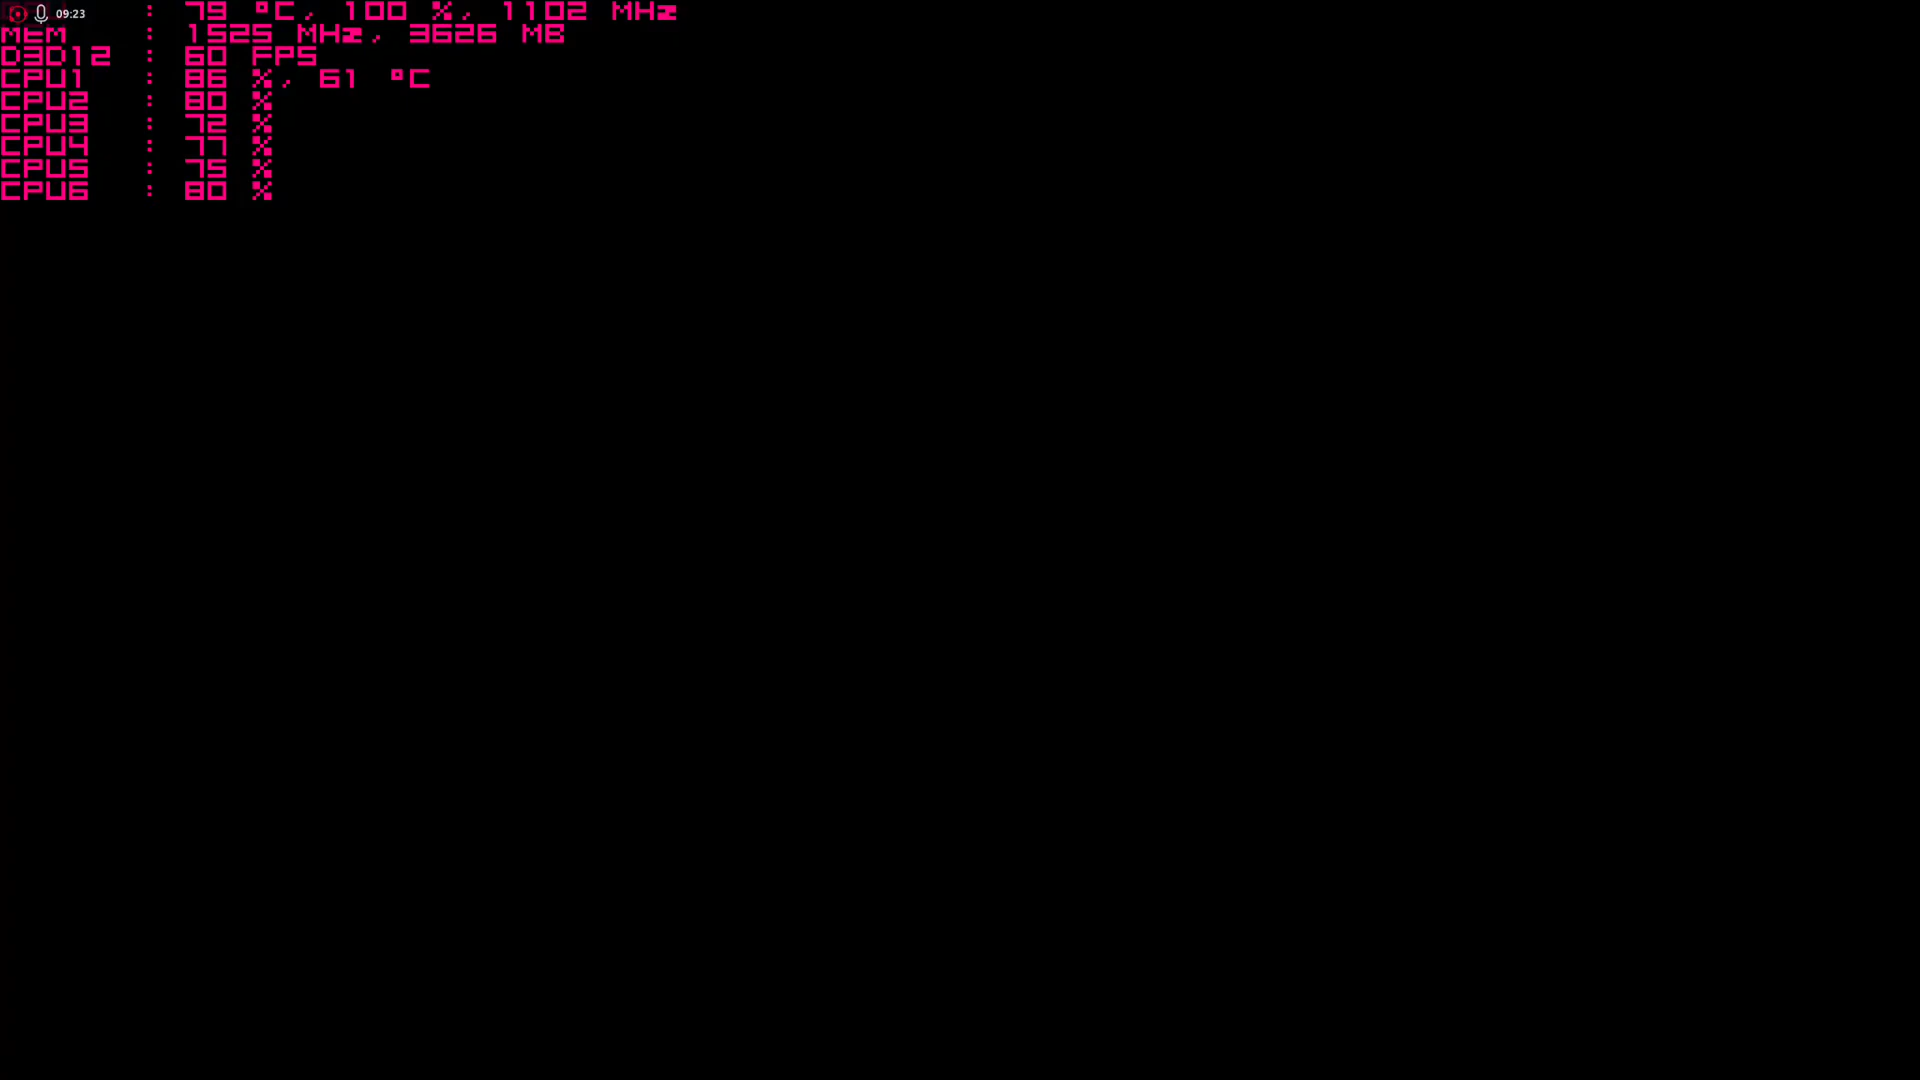 09:23 : 79 °C, 100 %, 1102 MHz
MEM : 1525 MHz, 3626 MB
D3D12 : 60 FPS
CPU1 : 86 %, 61 °C
CPU2 : 80 %
CPU3 : 72 %
CPU4 : 77 %
CPU5 : 75 %
CPU6 : 80 %